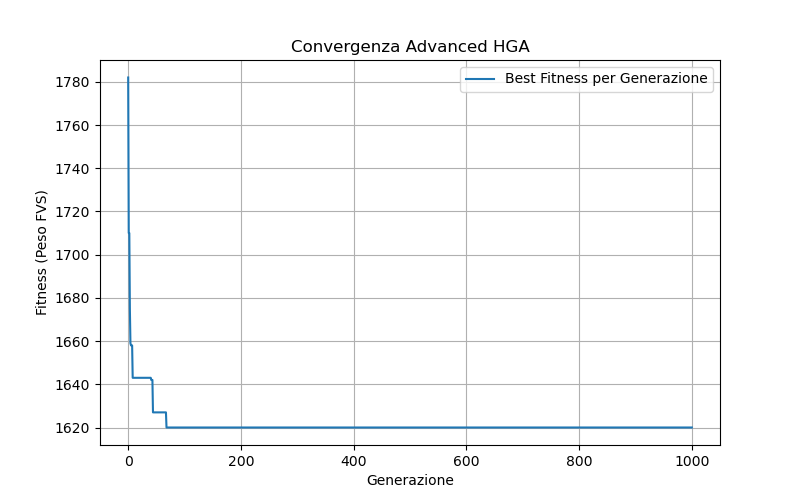 Convergenza Advanced HGA
Best Fitness per Generazione
Fitness (Peso FVS)
1780
1760
1740
1720
1700
1680
1660
1640
1620
0 200 400 600 800 1000
Generazione